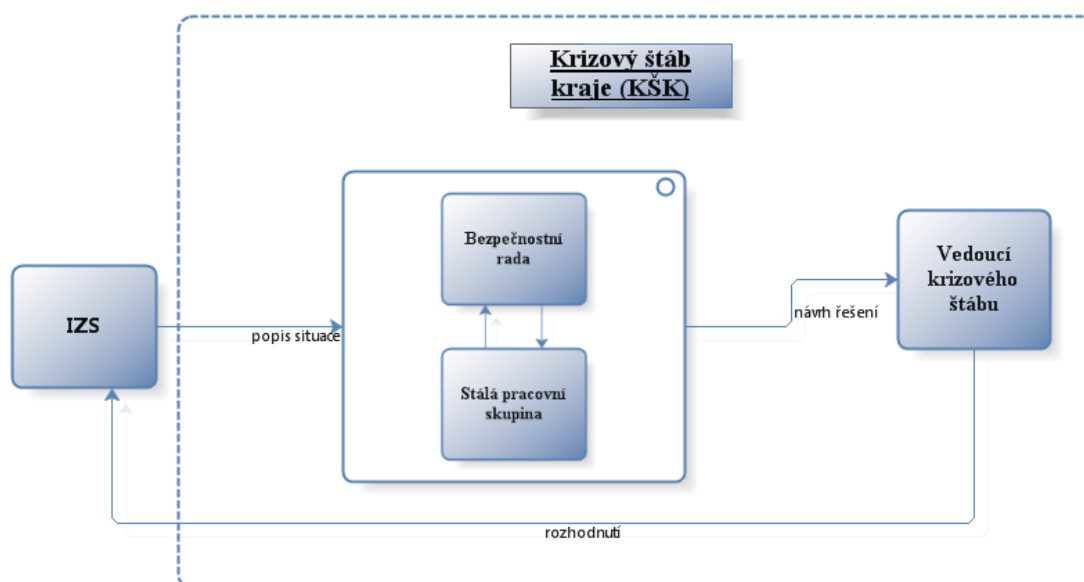 Krizový štáb
kraje (KŠK)
Bezpečnostní
rada
Vedoucí
krizového
štábu
IZS
popis situace
návrh řešení
Stálá pracovní
skupina
rozhodnutí